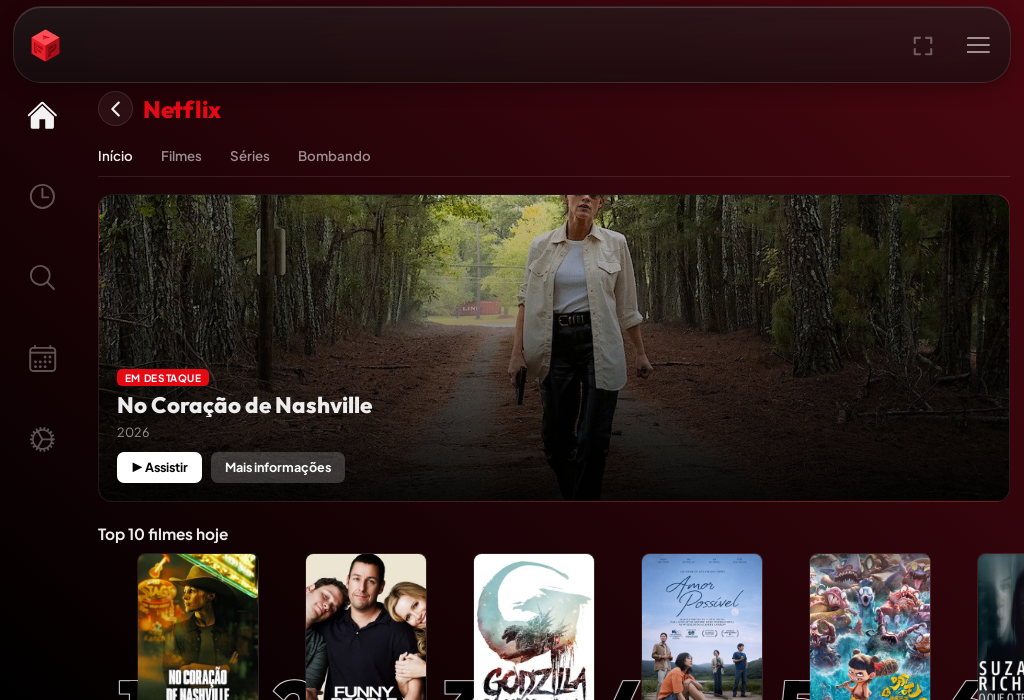 Netflix
Início
Filmes
Séries
Bombando
EM DESTAQUE
No Coração de Nashville
2026
Assistir
Mais informações
Top 10 filmes hoje
Amor
Possível
NO CORAÇÃO
DE NASHVILLE
FUNNY
GODZILLA
SUZA
RICH